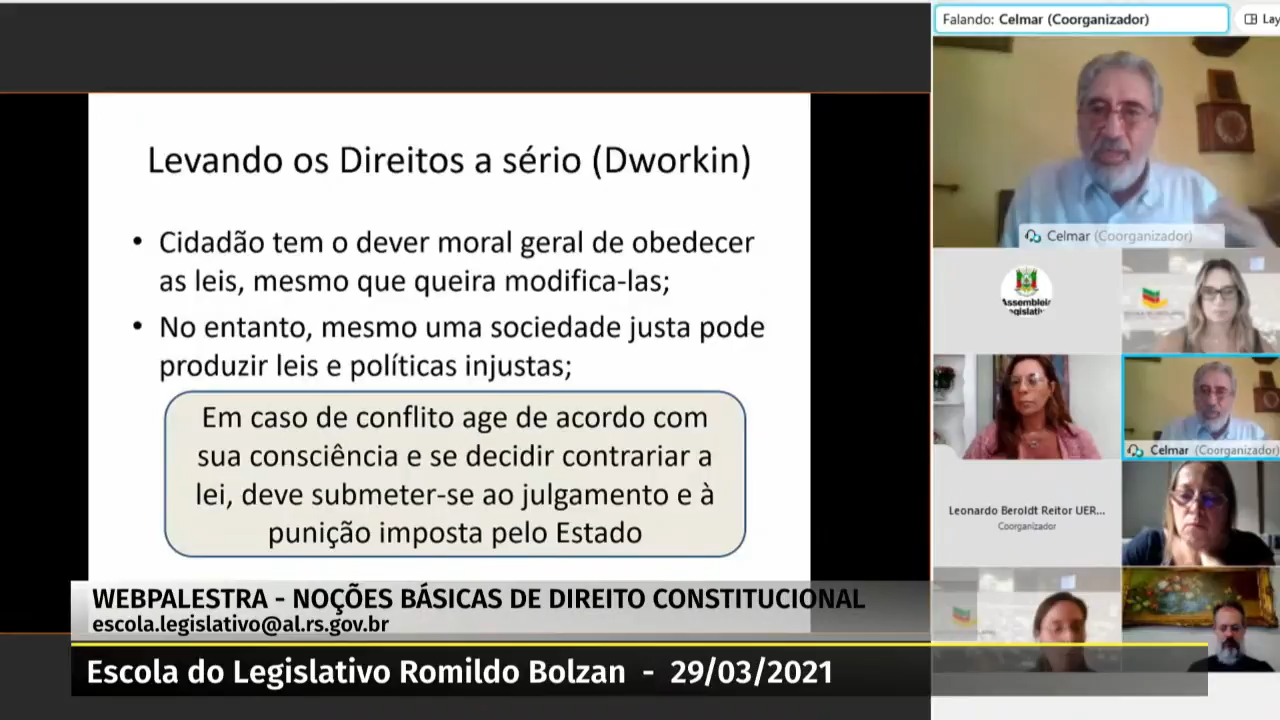 Falando: Celmar (Coorganizador)
Lay
Levando os Direitos a sério (Dworkin)
• Cidadão tem o dever moral geral de obedecer
as leis, mesmo que queira modifica-las;
• No entanto, mesmo uma sociedade justa pode
produzir leis e políticas injustas;
Em caso de conflito age de acordo com
sua consciência e se decidir contrariar a
lei, deve submeter-se ao julgamento e à
punição imposta pelo Estado
Celmar (Coorganizador)
Assembleia
Legislativ
Celmar (Coorganizador)
Leonardo Beroldt Reitor UER...
Coorganizador
WEBPALESTRA - NOÇÕES BÁSICAS DE DIREITO CONSTITUCIONAL
escola.legislativo@al.rs.gov.br
Escola do Legislativo Romildo Bolzan - 29/03/2021